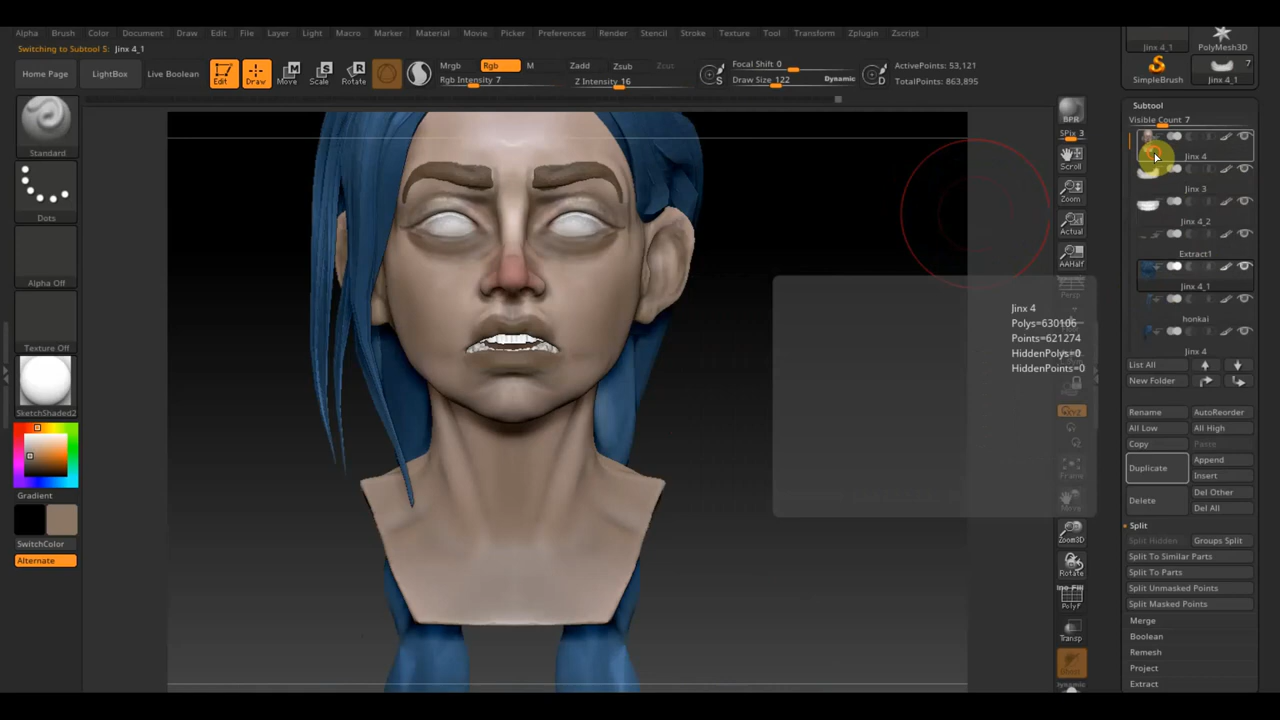 Alpha Brush Color Document Draw Edit File Layer Light Macro Marker Material Movie Picker Preferences Render Stencil Stroke Texture Tool Transform Zplugin Zscript
Switching to Subtool 5: Jinx 4_1
Home Page
LightBox
Live Boolean
Edit
Draw
Move
Scale
Rotate
Mrgb Rgb M
Rgb Intensity 7
Zadd Zsub Zcut
Z Intensity 16
S
Focal Shift 0
Draw Size 122
Dynamic
D
ActivePoints: 53,121
TotalPoints: 863,895
Jinx 4_1
PolyMesh3D
SimpleBrush
7
Jinx 4_1
Standard
Dots
Alpha Off
Texture Off
SketchShaded2
Gradient
SwitchColor
Alternate
BPR
SPix 3
Scroll
Zoom
Actual
AAHalf
Persp
Frame
Move
Zoom3D
Rotate
PolyF
Transp
Jinx 4
Polys=630106
Points=621274
HiddenPolys=0
HiddenPoints=0
Subtool
Visible Count 7
Jinx 4
Jinx 3
Jinx 4_2
Extract1
Jinx 4_1
honkai
Jinx 4
List All
New Folder
Rename AutoReorder
All Low All High
Copy Paste
Duplicate
Append
Insert
Delete
Del Other
Del All
Split
Split Hidden Groups Split
Split To Similar Parts
Split To Parts
Split Unmasked Points
Split Masked Points
Merge
Boolean
Remesh
Project
Extract